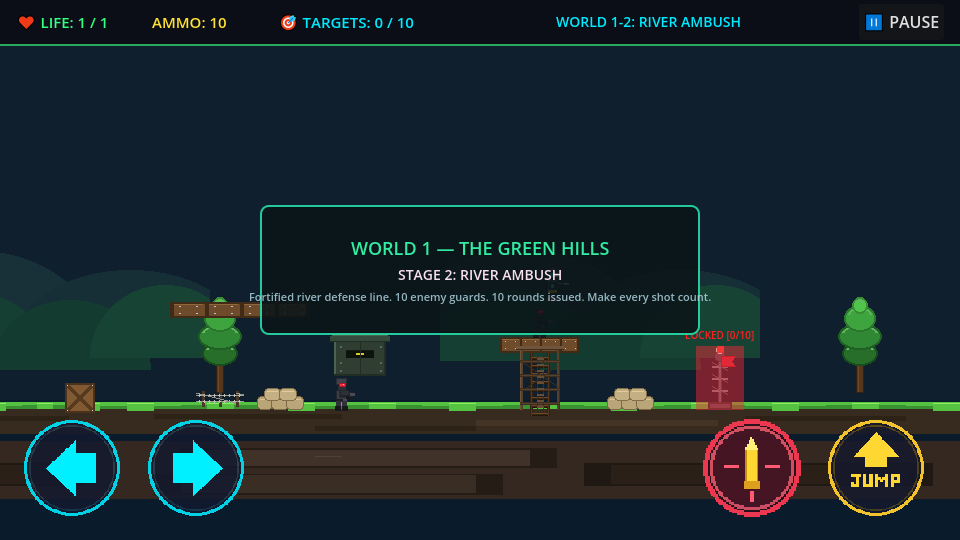 LIFE: 1 / 1
AMMO: 10
TARGETS: 0 / 10
WORLD 1-2: RIVER AMBUSH
PAUSE
WORLD 1 — THE GREEN HILLS
STAGE 2: RIVER AMBUSH
Fortified river defense line. 10 enemy guards. 10 rounds issued. Make every shot count.
LOCKED [0/10]
JUMP